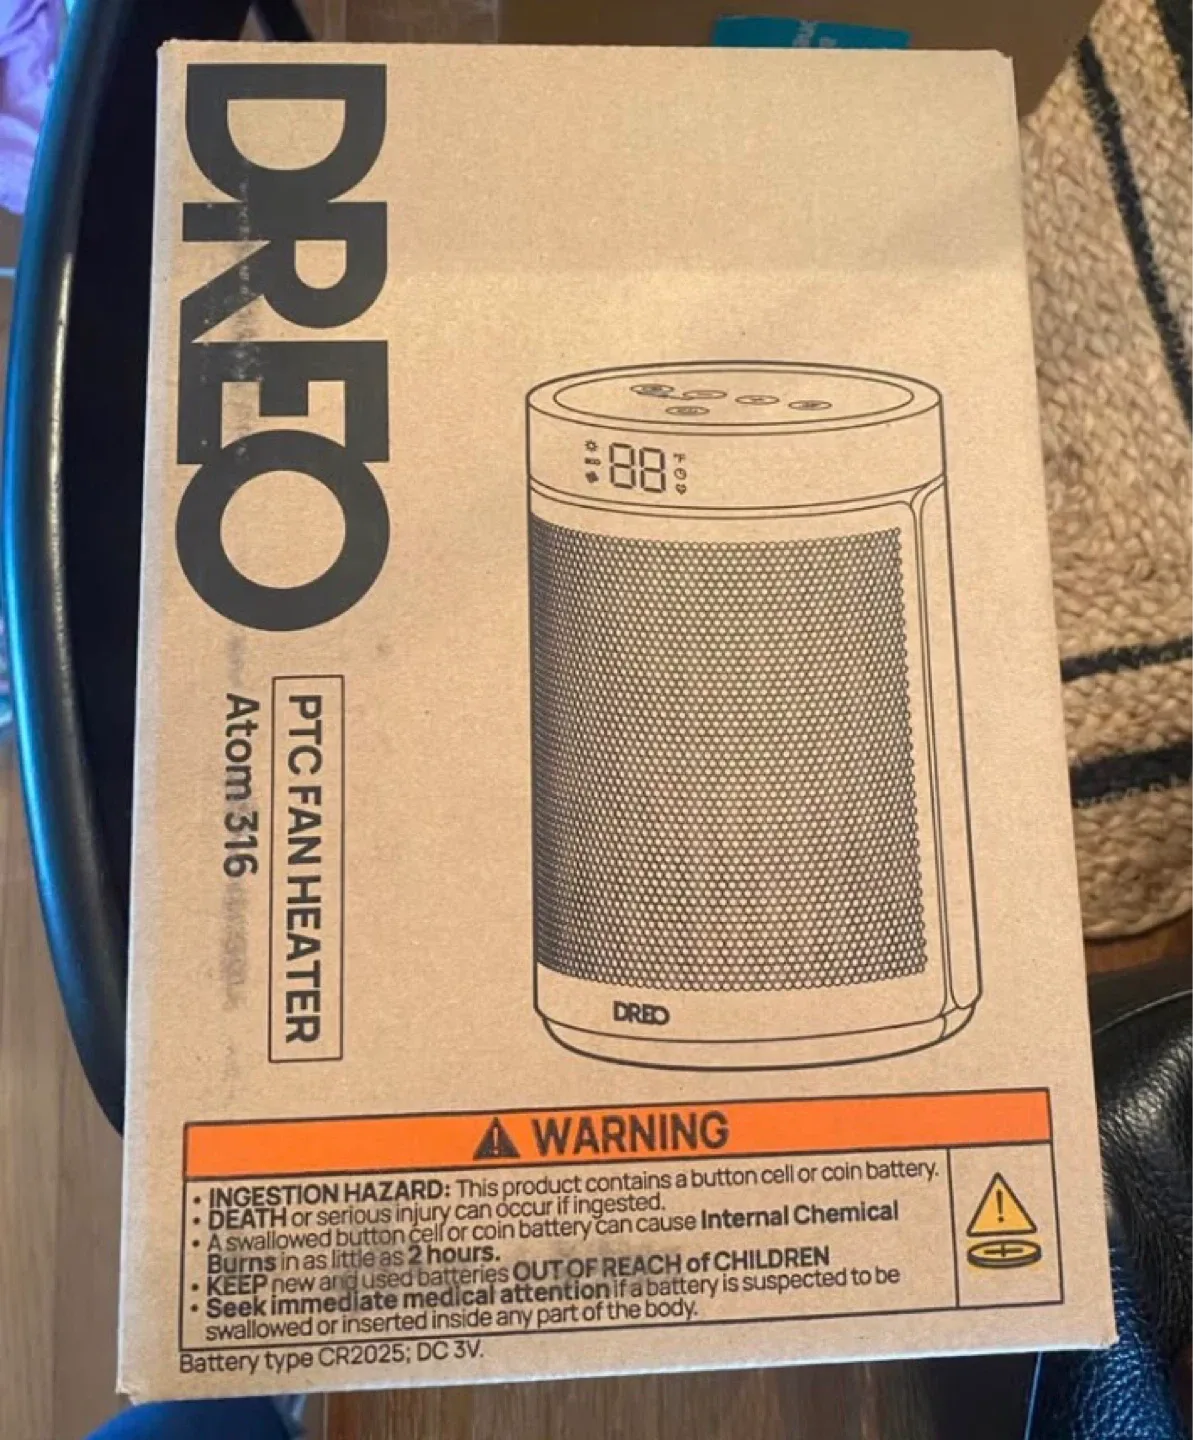 DREO
PTC FAN HEATER
Atom 316
88
°F
DREO
WARNING
• INGESTION HAZARD: This product contains a button cell or coin battery.
• DEATH or serious injury can occur if ingested.
• A swallowed button cell or coin battery can cause Internal Chemical
Burns in as little as 2 hours.
• KEEP new and used batteries OUT OF REACH of CHILDREN
• Seek immediate medical attention if a battery is suspected to be
swallowed or inserted inside any part of the body.
Battery type CR2025; DC 3V.